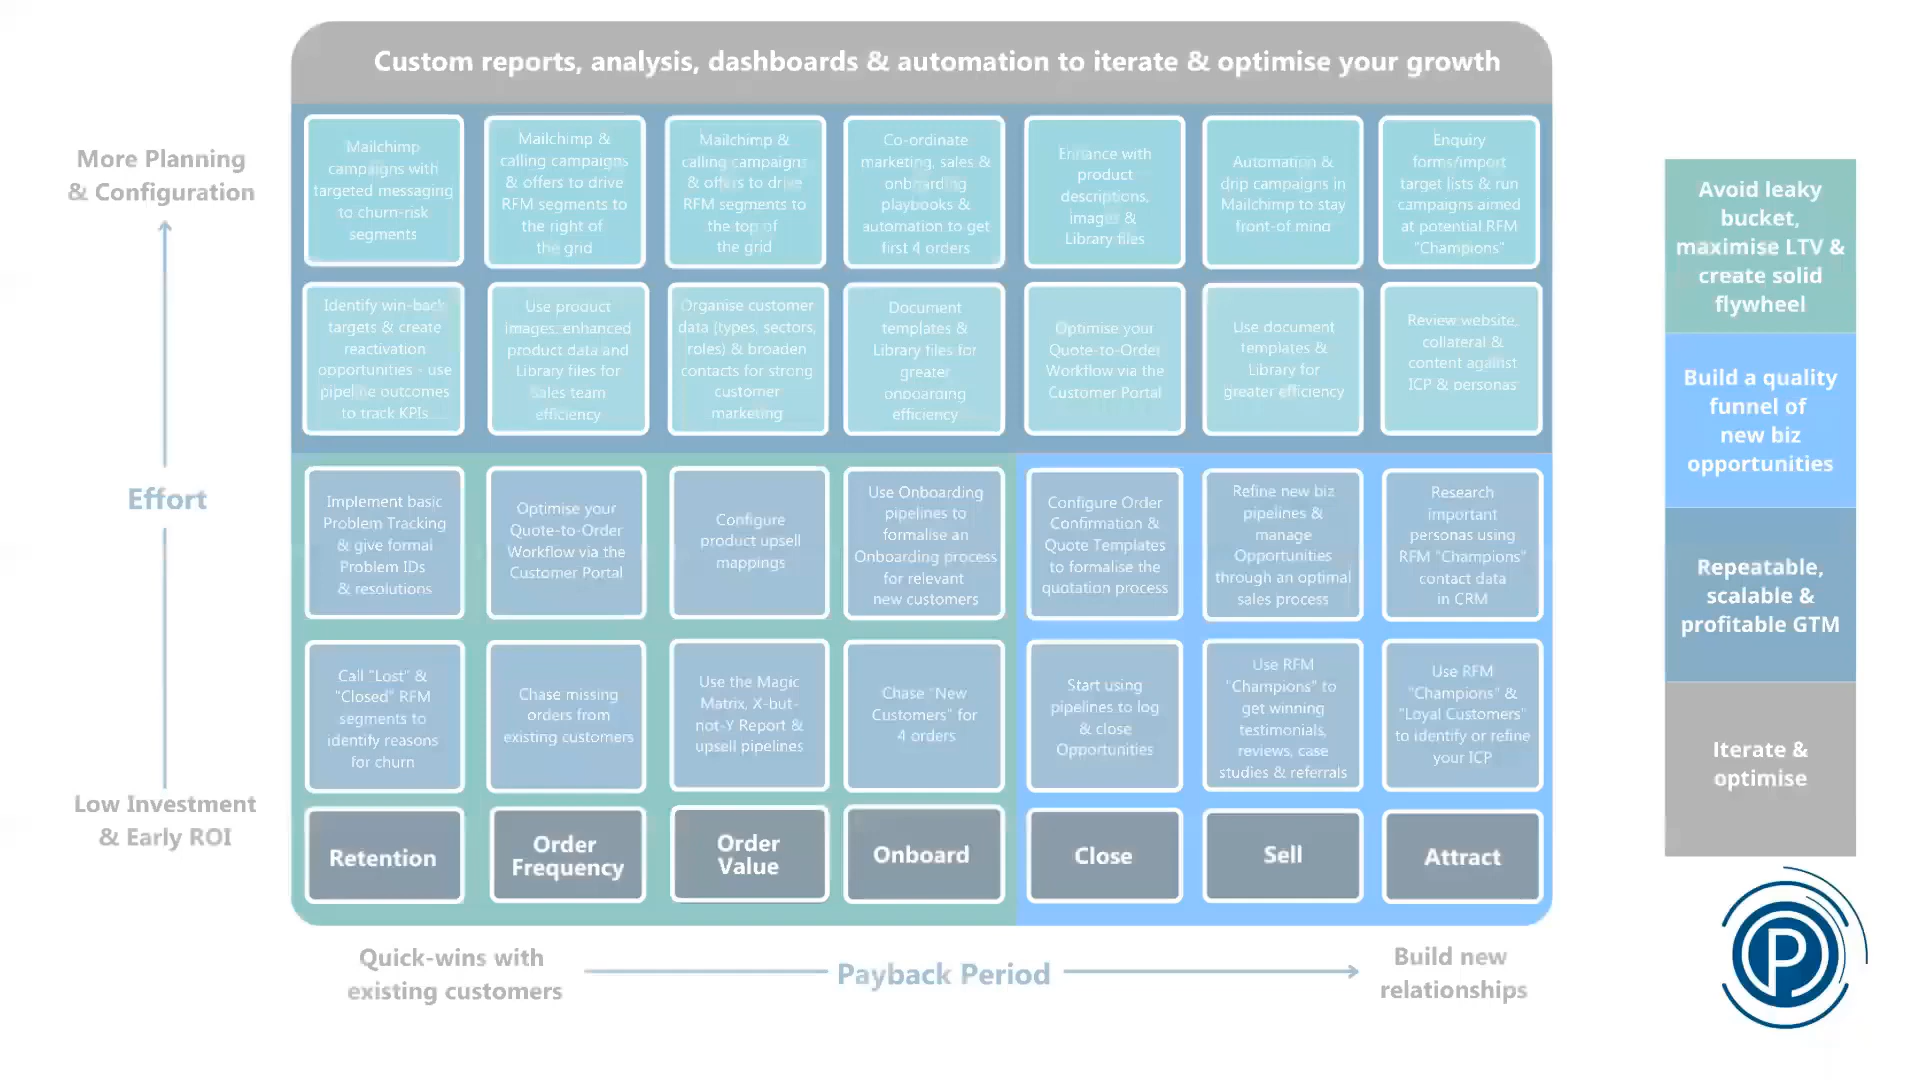 Custom reports, analysis, dashboards & automation to iterate & optimise your growth
More Planning
& Configuration
Effort
Low Investment
& Early ROI
Mailchimp
campaigns with
targeted messaging
to churn-risk
segments
Mailchimp &
calling campaigns
& offers to drive
RFM segments to
the right of
the grid
Mailchimp &
calling campaigns
& offers to drive
RFM segments to
the top of
the grid
Co-ordinate
marketing, sales &
onboarding
playbooks &
automation to get
first 4 orders
Enhance with
product
descriptions,
images &
Library files
Automation &
drip campaigns in
Mailchimp to stay
front-of mind
Enquiry
forms/import
target lists & run
campaigns aimed
at potential RFM
"Champions"
Identify win-back
targets & create
reactivation
opportunities - use
pipeline outcomes
to track KPIs
Use product
images, enhanced
product data and
Library files for
sales team
efficiency
Organise customer
data (types, sectors,
roles) & broaden
contacts for strong
customer
marketing
Document
templates &
Library files for
greater
onboarding
efficiency
Optimise your
Quote-to-Order
Workflow via the
Customer Portal
Use document
templates &
Library for
greater efficiency
Review website,
collateral &
content against
ICP & personas
Implement basic
Problem Tracking
& give formal
Problem IDs
& resolutions
Optimise your
Quote-to-Order
Workflow via the
Customer Portal
Configure
product upsell
mappings
Use Onboarding
pipelines to
formalise an
Onboarding process
for relevant
new customers
Configure Order
Confirmation &
Quote Templates
to formalise the
quotation process
Refine new biz
pipelines &
manage
Opportunities
through an optimal
sales process
Research
important
personas using
RFM "Champions"
contact data
in CRM
Call "Lost" &
"Closed" RFM
segments to
identify reasons
for churn
Chase missing
orders from
existing customers
Use the Magic
Matrix, X-but-
not-Y Report &
upsell pipelines
Chase "New
Customers" for
4 orders
Start using
pipelines to log
& close
Opportunities
Use RFM
"Champions" to
get winning
testimonials,
reviews, case
studies & referrals
Use RFM
"Champions" &
"Loyal Customers"
to identify or refine
your ICP
Retention
Order
Frequency
Order
Value
Onboard
Close
Sell
Attract
Quick-wins with
existing customers
Payback Period
Build new
relationships
Avoid leaky
bucket,
maximise LTV &
create solid
flywheel
Build a quality
funnel of
new biz
opportunities
Repeatable,
scalable &
profitable GTM
Iterate &
optimise
P